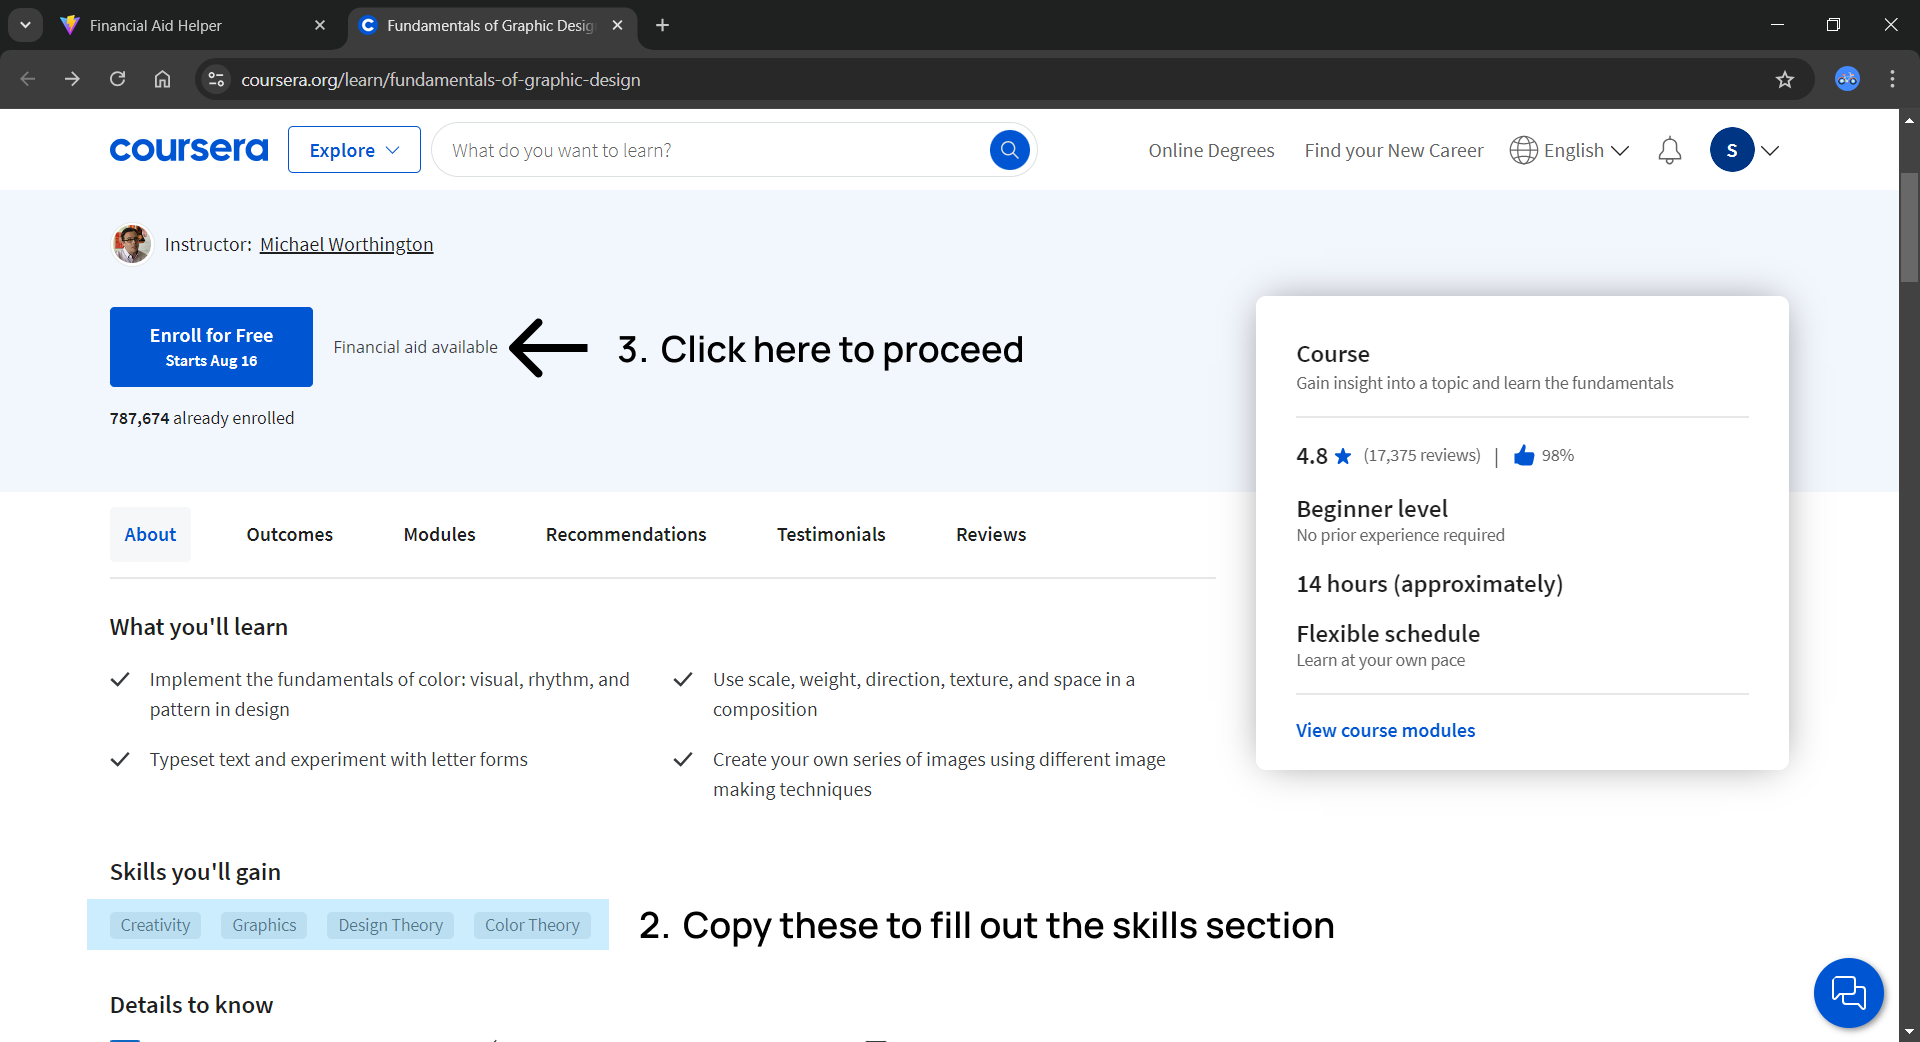 Financial Aid Helper
Fundamentals of Graphic Desig
coursera.org/learn/fundamentals-of-graphic-design
coursera
Explore
What do you want to learn?
Online Degrees
Find your New Career
English
S
Instructor: Michael Worthington
Enroll for Free
Starts Aug 16
Financial aid available
3. Click here to proceed
787,674 already enrolled
Course
Gain insight into a topic and learn the fundamentals
4.8 ★ (17,375 reviews) | 98%
Beginner level
No prior experience required
14 hours (approximately)
Flexible schedule
Learn at your own pace
View course modules
About
Outcomes
Modules
Recommendations
Testimonials
Reviews
What you'll learn
Implement the fundamentals of color: visual, rhythm, and
pattern in design
Use scale, weight, direction, texture, and space in a
composition
Typeset text and experiment with letter forms
Create your own series of images using different image
making techniques
Skills you'll gain
Creativity
Graphics
Design Theory
Color Theory
2. Copy these to fill out the skills section
Details to know